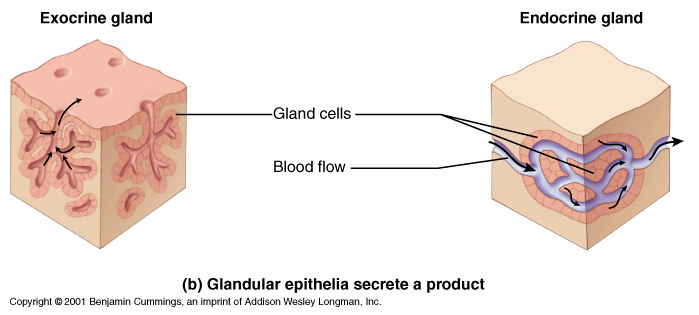 Exocrine gland
Endocrine gland
Gland cells
Blood flow
(b) Glandular epithelia secrete a product
Copyright © 2001 Benjamin Cummings, an imprint of Addison Wesley Longman, Inc.